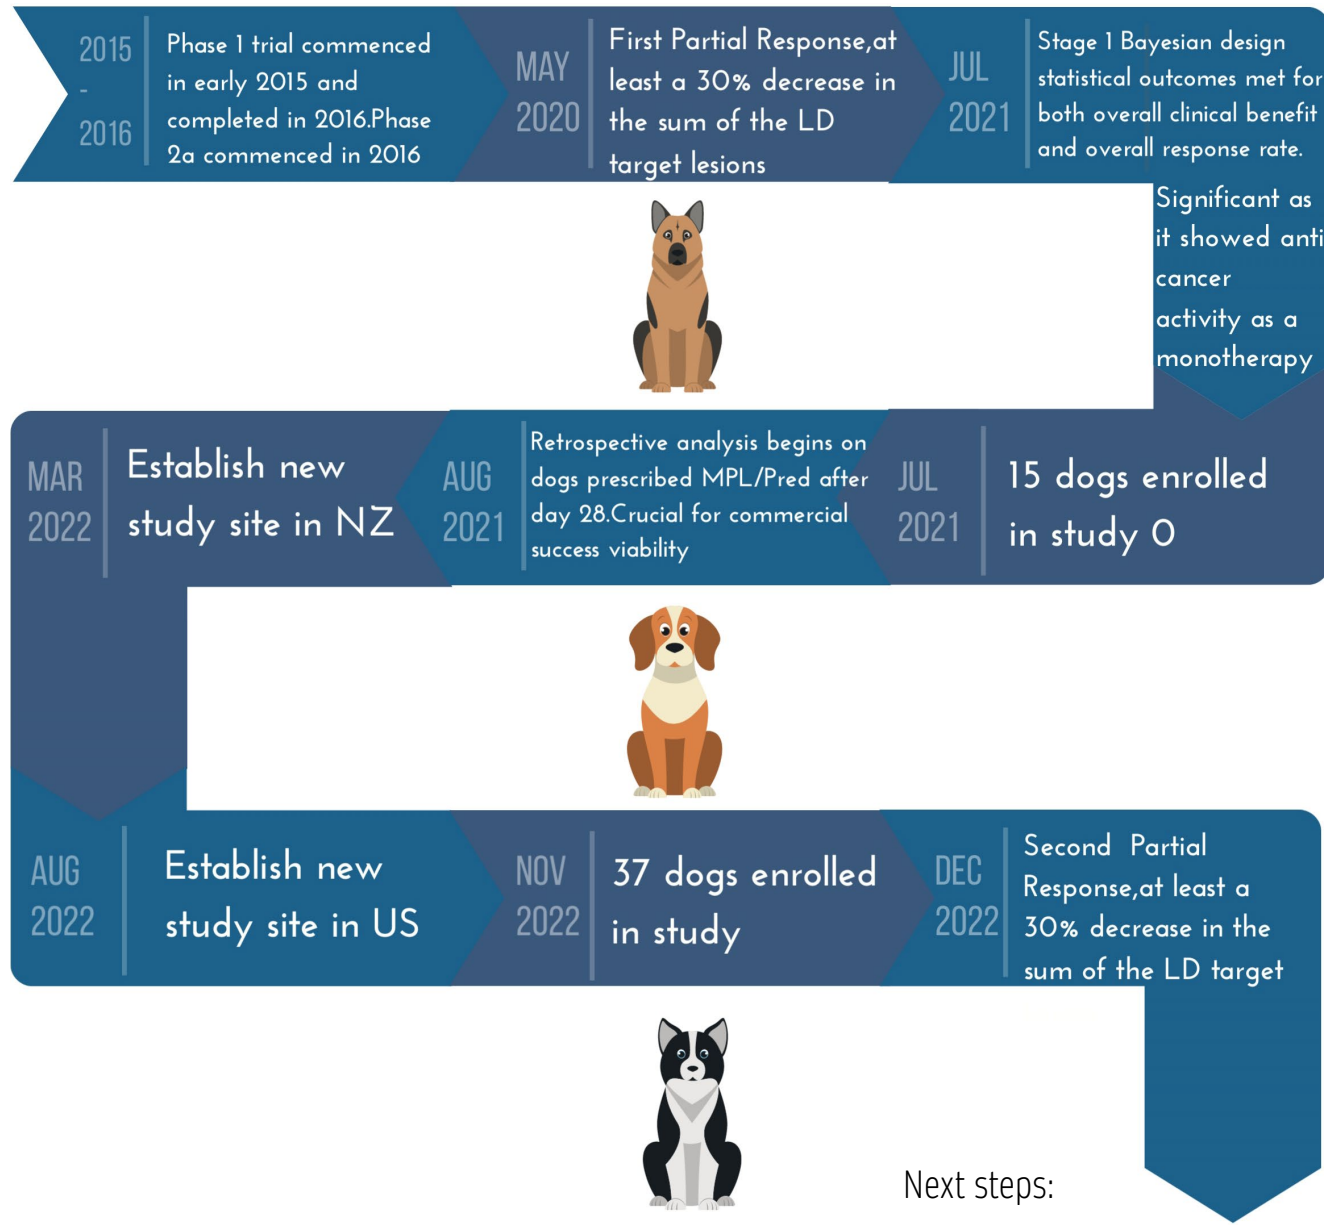 2015
-
2016
Phase 1 trial commenced
in early 2015 and
completed in 2016.Phase
2a commenced in 2016
MAY
2020
First Partial Response,at
least a 30% decrease in
the sum of the LD
target lesions
JUL
2021
Stage 1 Bayesian design
statistical outcomes met for
both overall clinical benefit
and overall response rate.
Significant as
it showed anti
cancer
activity as a
monotherapy
JUL
2021
15 dogs enrolled
in study 0
AUG
2021
Retrospective analysis begins on
dogs prescribed MPL/Pred after
day 28.Crucial for commercial
success viability
MAR
2022
Establish new
study site in NZ
AUG
2022
Establish new
study site in US
NOV
2022
37 dogs enrolled
in study
DEC
2022
Second Partial
Response,at least a
30% decrease in the
sum of the LD target
Next steps: